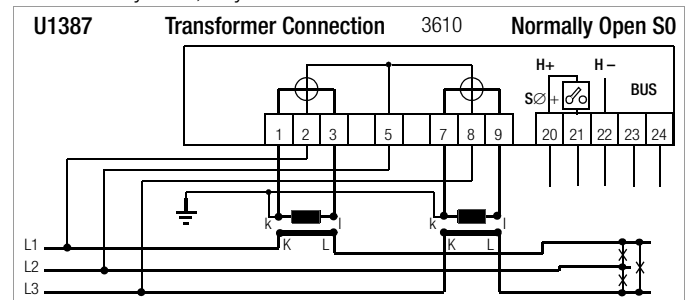 U1387 Transformer Connection 3610 Normally Open S0
H+ H –
SØ + BUS
1 2 3 5 7 8 9 20 21 22 23 24
k l k l
L1 K L K L
L2
L3